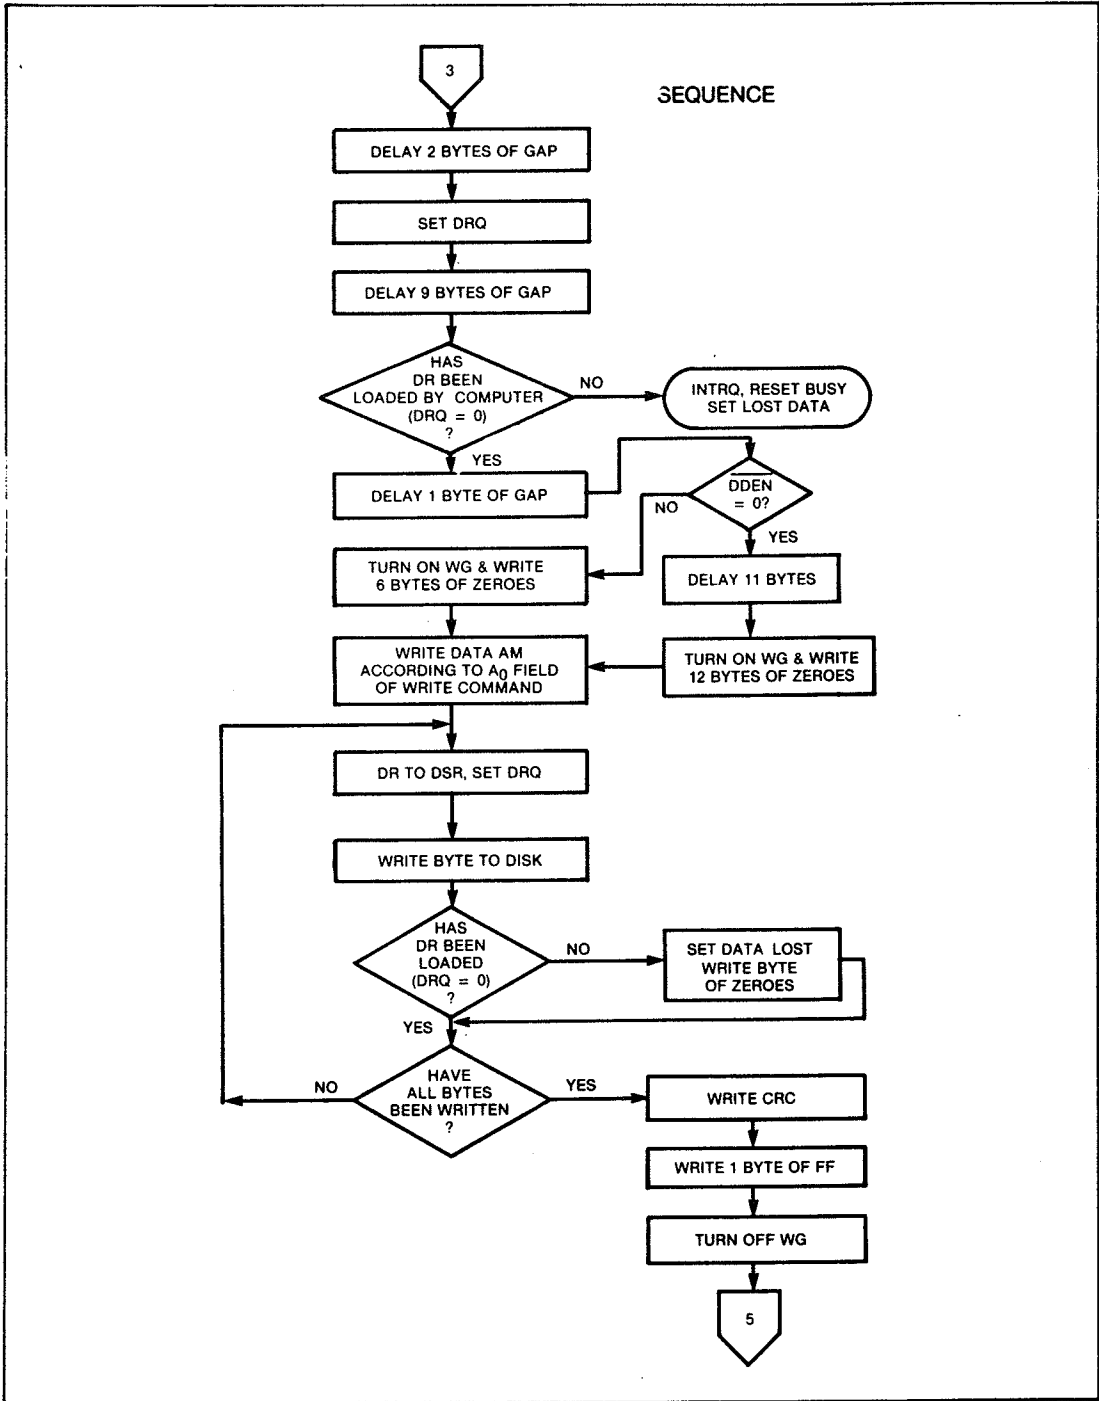 3
SEQUENCE
DELAY 2 BYTES OF GAP
SET DRQ
DELAY 9 BYTES OF GAP
HAS
DR BEEN
LOADED BY COMPUTER
(DRQ = 0)
?
NO
INTRQ, RESET BUSY
SET LOST DATA
YES
DELAY 1 BYTE OF GAP
D̅D̅E̅N̅
= 0?
NO
YES
TURN ON WG & WRITE
6 BYTES OF ZEROES
DELAY 11 BYTES
WRITE DATA AM
ACCORDING TO A₀ FIELD
OF WRITE COMMAND
TURN ON WG & WRITE
12 BYTES OF ZEROES
DR TO DSR, SET DRQ
WRITE BYTE TO DISK
HAS
DR BEEN
LOADED
(DRQ = 0)
?
NO
SET DATA LOST
WRITE BYTE
OF ZEROES
YES
HAVE
ALL BYTES
BEEN WRITTEN
?
NO
YES
WRITE CRC
WRITE 1 BYTE OF FF
TURN OFF WG
5